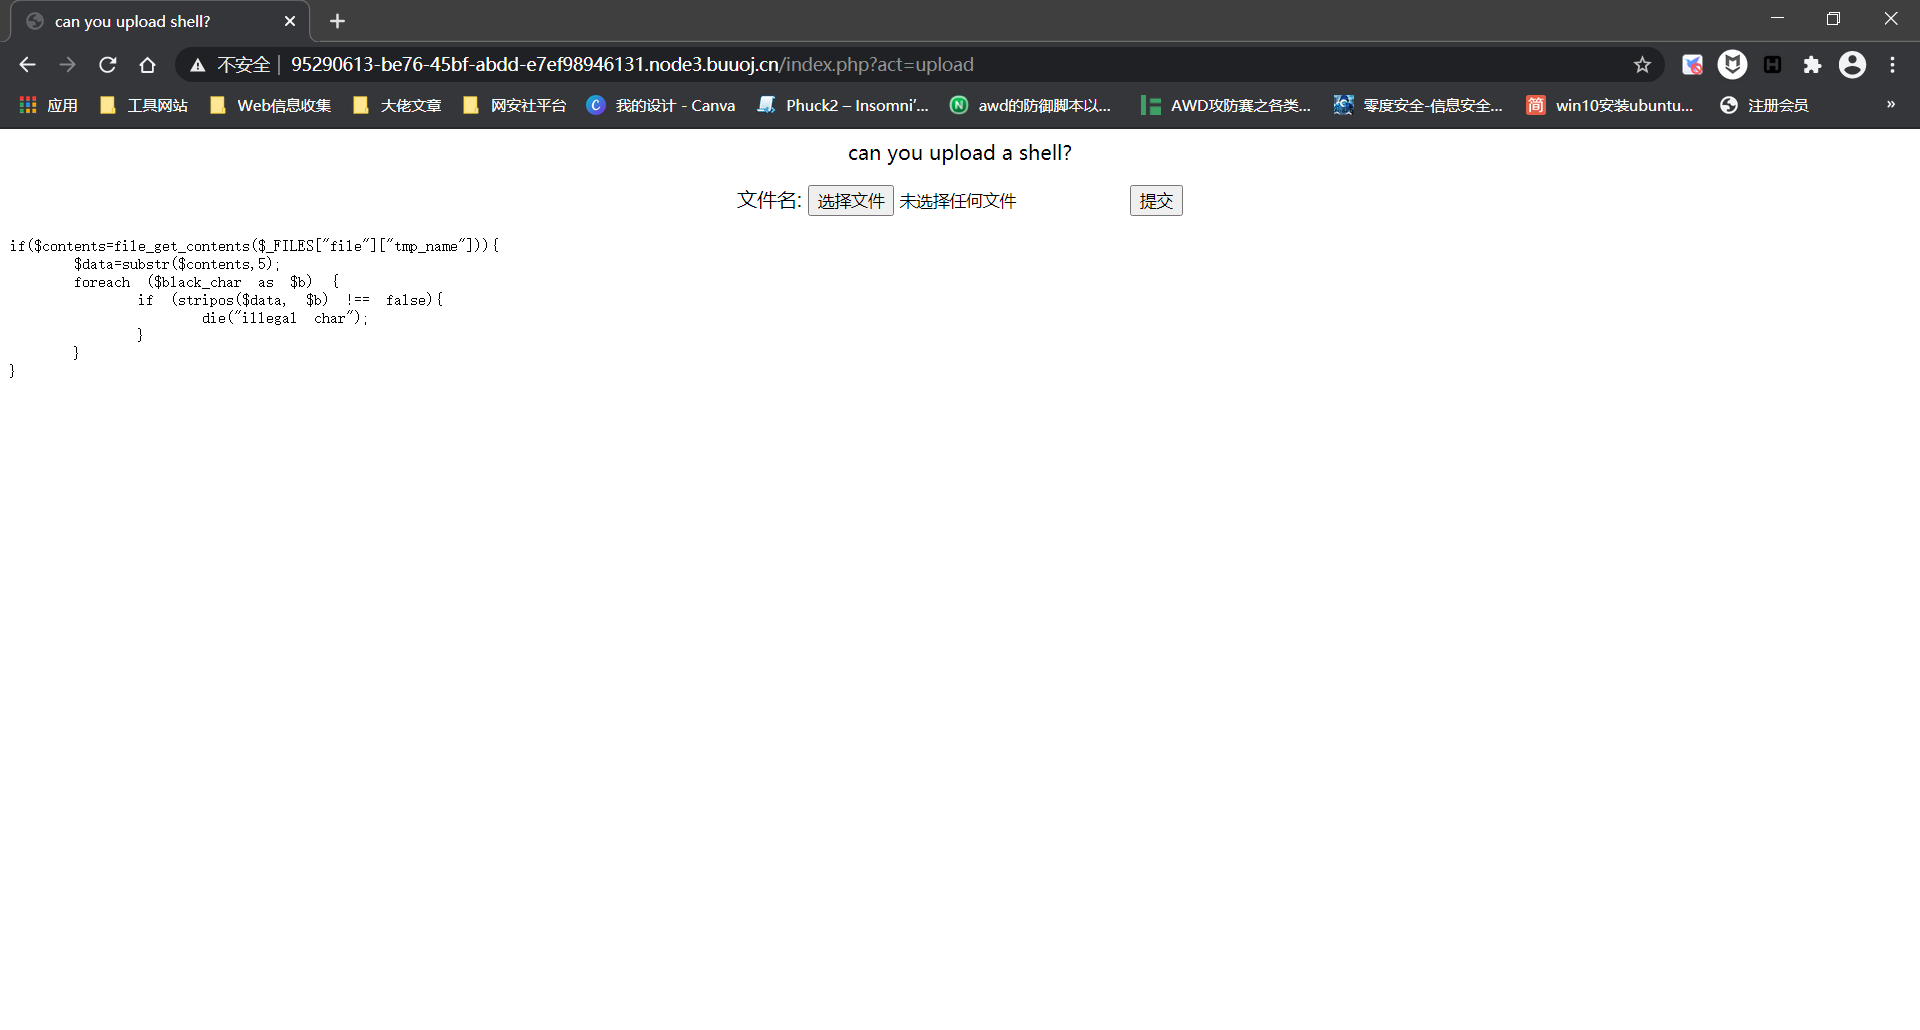 can you upload shell?
不安全 | 95290613-be76-45bf-abdd-e7ef98946131.node3.buuoj.cn/index.php?act=upload
应用 工具网站 Web信息收集 大佬文章 网安社平台 我的设计 - Canva Phuck2 – Insomni'... awd的防御脚本以... AWD攻防赛之各类... 零度安全-信息安全... win10安装ubuntu... 注册会员 »
can you upload a shell?
文件名: 选择文件 未选择任何文件 提交
if($contents=file_get_contents($_FILES["file"]["tmp_name"])){
$data=substr($contents,5);
foreach ($black_char as $b) {
if (stripos($data, $b) !== false){
die("illegal char");
}
}
}